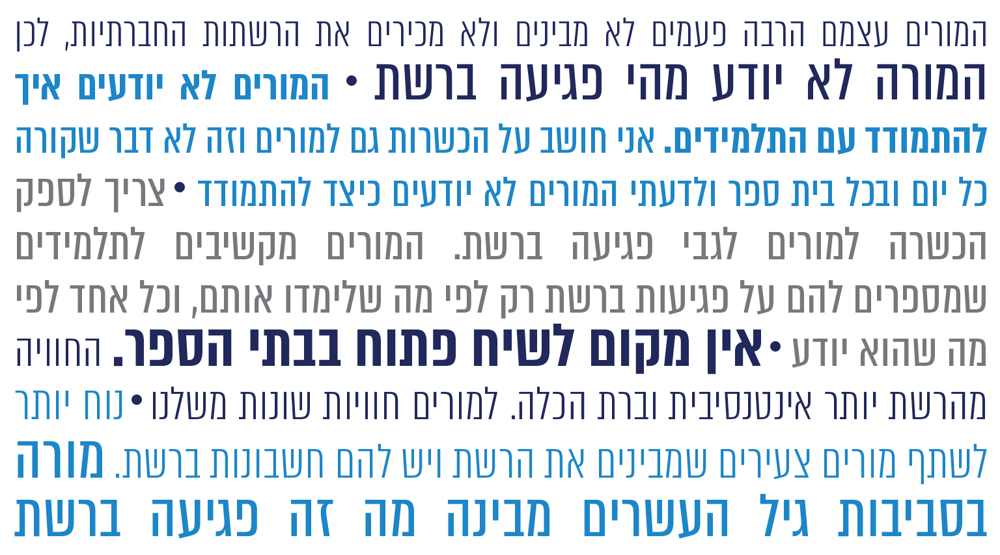 המורים עצמם הרבה פעמים לא מבינים ולא מכירים את הרשתות החברתיות, לכן
המורה לא יודע מהי פגיעה ברשת • המורים לא יודעים איך
להתמודד עם התלמידים. אני חושב על הכשרות גם למורים וזה לא דבר שקורה
כל יום ובכל בית ספר ולדעתי המורים לא יודעים כיצד להתמודד • צריך לספק
הכשרה למורים לגבי פגיעה ברשת. המורים מקשיבים לתלמידים
שמספרים להם על פגיעות ברשת רק לפי מה שלימדו אותם, וכל אחד לפי
מה שהוא יודע • אין מקום לשיח פתוח בבתי הספר. החוויה
מהרשת יותר אינטנסיבית וברת הכלה. למורים חוויות שונות משלנו • נוח יותר
לשתף מורים צעירים שמבינים את הרשת ויש להם חשבונות ברשת. מורה
בסביבות גיל העשרים מבינה מה זה פגיעה ברשת